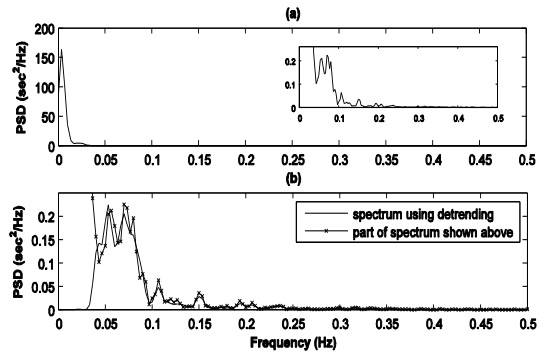 (a)
PSD (sec²/Hz)
200
150
100
50
0
0 0.05 0.1 0.15 0.2 0.25 0.3 0.35 0.4 0.45 0.5
0.2
0.1
0
0 0.1 0.2 0.3 0.4 0.5
(b)
PSD (sec²/Hz)
0.2
0.15
0.1
0.05
0
0 0.05 0.1 0.15 0.2 0.25 0.3 0.35 0.4 0.45 0.5
spectrum using detrending
part of spectrum shown above
Frequency (Hz)